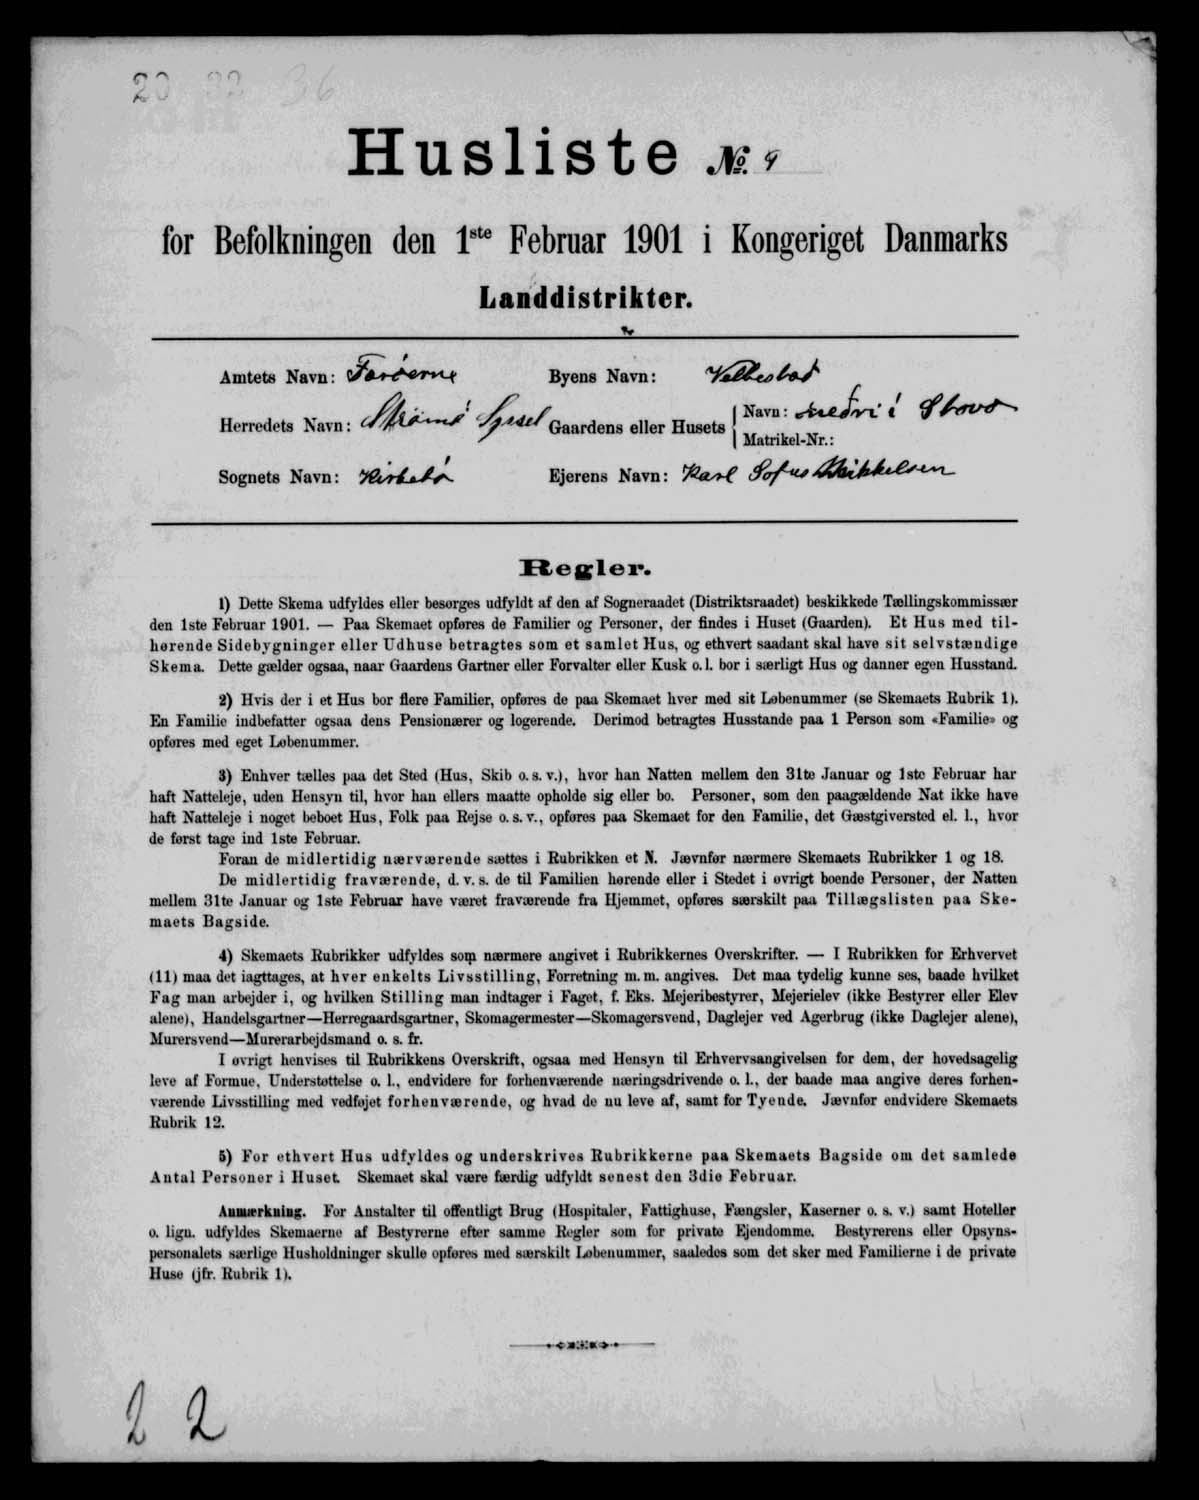 20 32 36
Husliste No. 9
for Befolkningen den 1ste Februar 1901 i Kongeriget Danmarks
Landdistrikter.
Amtets Navn: Færøerne
Byens Navn: Velbestad
Herredets Navn: Strømø Syssel
Gaardens eller Husets
Navn: i Stovo
Matrikel-Nr.:
Sognets Navn: Kirkebø
Ejerens Navn: Karl Sofus Mikkelsen
Regler.
1) Dette Skema udfyldes eller besørges udfyldt af den af Sogneraadet (Distriktsraadet) beskikkede Tællingskommissær
den 1ste Februar 1901. — Paa Skemaet opføres de Familier og Personer, der findes i Huset (Gaarden). Et Hus med til-
hørende Sidebygninger eller Udhuse betragtes som et samlet Hus, og ethvert saadant skal have sit selvstændige
Skema. Dette gælder ogsaa, naar Gaardens Gartner eller Forvalter eller Kusk o. l. bor i særligt Hus og danner egen Husstand.
2) Hvis der i et Hus bor flere Familier, opføres de paa Skemaet hver med sit Løbenummer (se Skemaets Rubrik 1).
En Familie indbefatter ogsaa dens Pensionærer og logerende. Derimod betragtes Husstande paa 1 Person som «Familie» og
opføres med eget Løbenummer.
3) Enhver tælles paa det Sted (Hus, Skib o. s. v.), hvor han Natten mellem den 31te Januar og 1ste Februar har
haft Natteleje, uden Hensyn til, hvor han ellers maatte opholde sig eller bo. Personer, som den paagældende Nat ikke have
haft Natteleje i noget beboet Hus, Folk paa Rejse o. s. v., opføres paa Skemaet for den Familie, det Gæstgiversted el. l., hvor
de først tage ind 1ste Februar.
Foran de midlertidig nærværende sættes i Rubrikken et N. Jævnfør nærmere Skemaets Rubrikker 1 og 18.
De midlertidig fraværende, d. v. s. de til Familien hørende eller i Stedet i øvrigt boende Personer, der Natten
mellem 31te Januar og 1ste Februar have været fraværende fra Hjemmet, opføres særskilt paa Tillægslisten paa Ske-
maets Bagside.
4) Skemaets Rubrikker udfyldes som nærmere angivet i Rubrikkernes Overskrifter. — I Rubrikken for Erhvervet
(11) maa det iagttages, at hver enkelts Livsstilling, Forretning m. m. angives. Det maa tydelig kunne ses, baade hvilket
Fag man arbejder i, og hvilken Stilling man indtager i Faget, f. Eks. Mejeribestyrer, Mejerielev (ikke Bestyrer eller Elev
alene), Handelsgartner—Herregaardsgartner, Skomagermester—Skomagersvend, Daglejer ved Agerbrug (ikke Daglejer alene),
Murersvend—Murerarbejdsmand o. s. fr.
I øvrigt henvises til Rubrikkens Overskrift, ogsaa med Hensyn til Erhvervsangivelsen for dem, der hovedsagelig
leve af Formue, Understøttelse o. l., endvidere for forhenværende næringsdrivende o. l., der baade maa angive deres forhen-
værende Livsstilling med vedføjet forhenværende, og hvad de nu leve af, samt for Tyende. Jævnfør endvidere Skemaets
Rubrik 12.
5) For ethvert Hus udfyldes og underskrives Rubrikkerne paa Skemaets Bagside om det samlede
Antal Personer i Huset. Skemaet skal være færdig udfyldt senest den 3die Februar.
Anmærkning. For Anstalter til offentligt Brug (Hospitaler, Fattighuse, Fængsler, Kaserner o. s. v.) samt Hoteller
o. lign. udfyldes Skemaerne af Bestyrerne efter samme Regler som for private Ejendomme. Bestyrerens eller Opsyns-
personalets særlige Husholdninger skulle opføres med særskilt Løbenummer, saaledes som det sker med Familierne i de private
Huse (jfr. Rubrik 1).
2 2